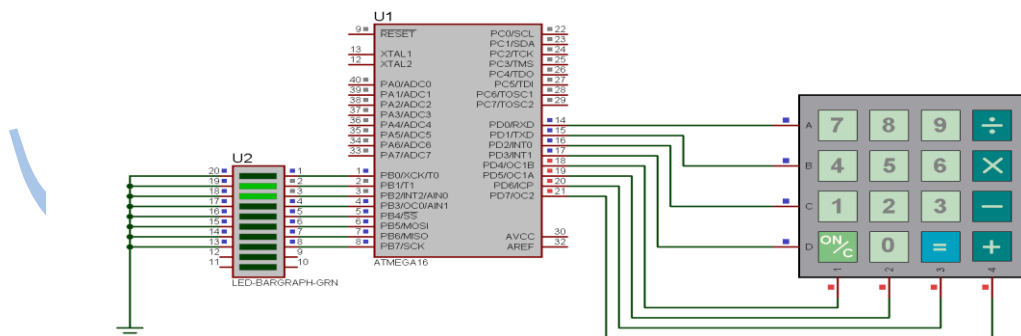 U1
9 RESET
13 XTAL1
12 XTAL2
40 PA0/ADC0
39 PA1/ADC1
38 PA2/ADC2
37 PA3/ADC3
36 PA4/ADC4
35 PA5/ADC5
34 PA6/ADC6
33 PA7/ADC7
1 PB0/XCK/T0
2 PB1/T1
3 PB2/INT2/AIN0
4 PB3/OC0/AIN1
5 PB4/SS
6 PB5/MOSI
7 PB6/MISO
8 PB7/SCK
PC0/SCL 22
PC1/SDA 23
PC2/TCK 24
PC3/TMS 25
PC4/TDO 26
PC5/TDI 27
PC6/TOSC1 28
PC7/TOSC2 29
PD0/RXD 14
PD1/TXD 15
PD2/INT0 16
PD3/INT1 17
PD4/OC1B 18
PD5/OC1A 19
PD6/ICP 20
PD7/OC2 21
AVCC 30
AREF 32
ATMEGA16
U2
20 1
19 2
18 3
17 4
16 5
15 6
14 7
13 8
12 9
11 10
LED-BARGRAPH-GRN
A 7 8 9 ÷
B 4 5 6 ×
C 1 2 3 −
D ON/C 0 = +
1 2 3 4